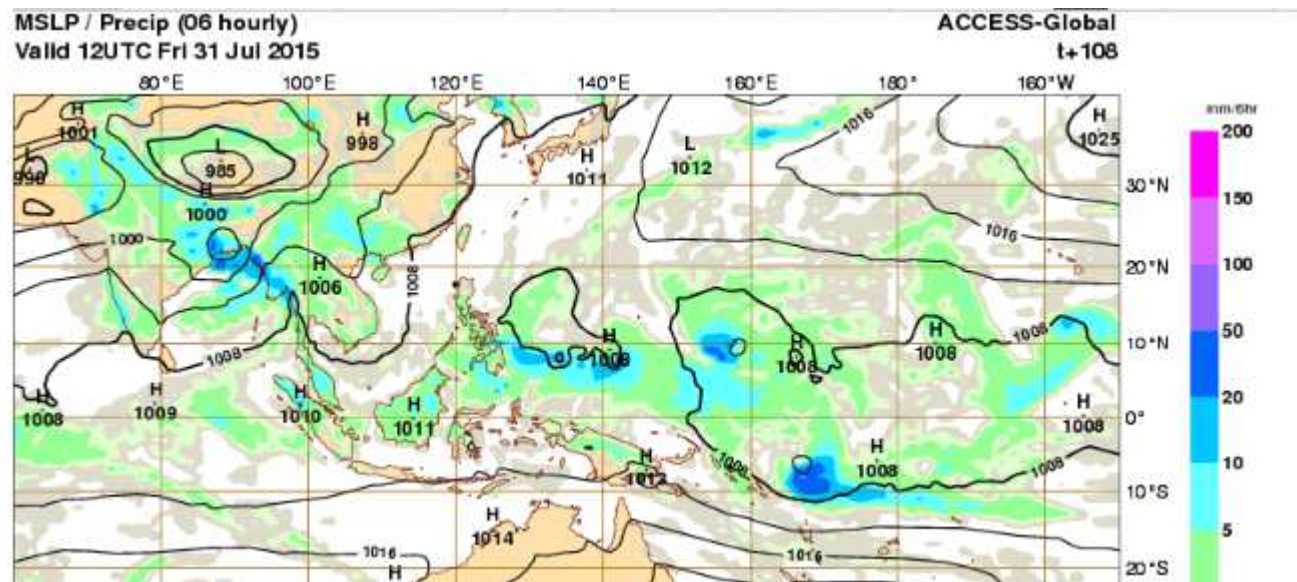 MSLP / Precip (06 hourly)
ACCESS-Global
Valid 12UTC Fri 31 Jul 2015
t+108
80°E 100°E 120°E 140°E 160°E 180° 160°W
mm/6hr
H
1001
H
998
L
985
L
990
H
1011
L
1012
1016
H
1025
200
30°N
150
H
1000
1000
1016
20°N
100
H
1006
1008
50
1008
H
1008
H
1008
H
1008
1008
10°N
20
H
1008
H
1009
H
1010
H
1011
H
1008
0°
10
H
1012
1008
H
1008
1008
10°S
5
H
1014
1016
H
1016
20°S